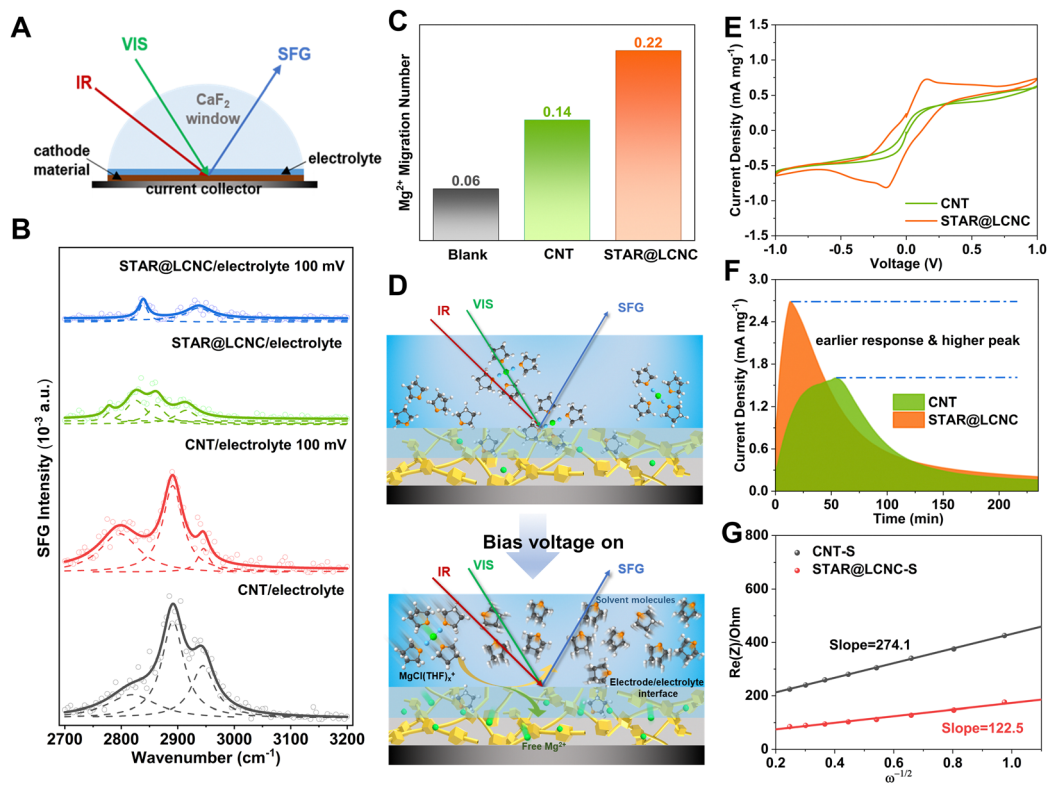 A
VIS
SFG
IR
CaF₂
window
cathode
material
electrolyte
current collector
B
SFG Intensity (10⁻³ a.u.)
STAR@LCNC/electrolyte 100 mV
STAR@LCNC/electrolyte
CNT/electrolyte 100 mV
CNT/electrolyte
2700 2800 2900 3000 3100 3200
Wavenumber (cm⁻¹)
C
Mg²⁺ Migration Number
0.06
0.14
0.22
Blank
CNT
STAR@LCNC
D
IR
VIS
SFG
Bias voltage on
IR
VIS
SFG
Solvent molecules
MgCl(THF)ₓ⁺
Electrode/electrolyte
interface
Free Mg²⁺
E
Current Density (mA mg⁻¹)
1.5
1.0
0.5
0.0
-0.5
-1.0
-1.5
CNT
STAR@LCNC
-1.0 -0.5 0.0 0.5 1.0
Voltage (V)
F
Current Density (mA mg⁻¹)
3.0
2.4
1.8
1.2
0.6
0.0
earlier response & higher peak
CNT
STAR@LCNC
0 50 100 150 200
Time (min)
G
Re(Z)/Ohm
800
600
400
200
0
CNT-S
STAR@LCNC-S
Slope=274.1
Slope=122.5
0.2 0.4 0.6 0.8 1.0
ω⁻¹/²